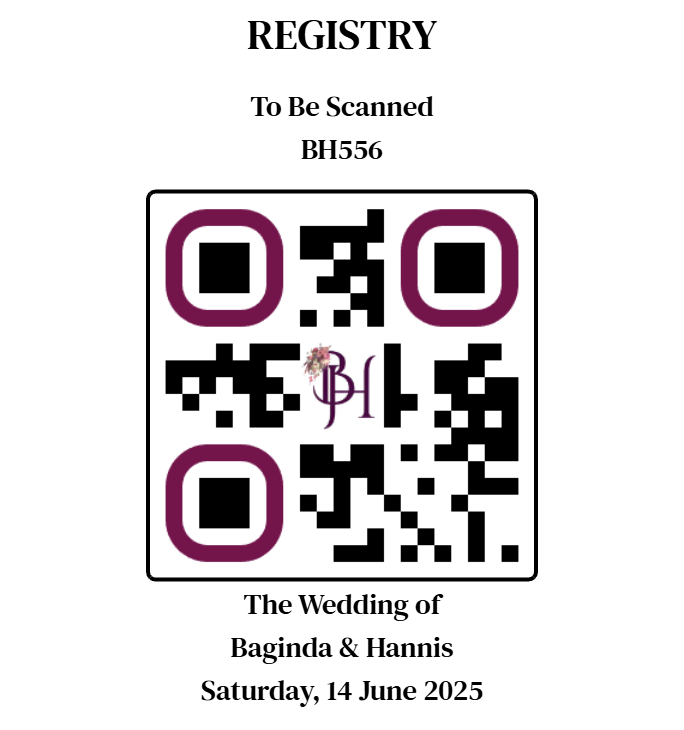 REGISTRY
To Be Scanned
BH556
BH
The Wedding of
Baginda & Hannis
Saturday, 14 June 2025